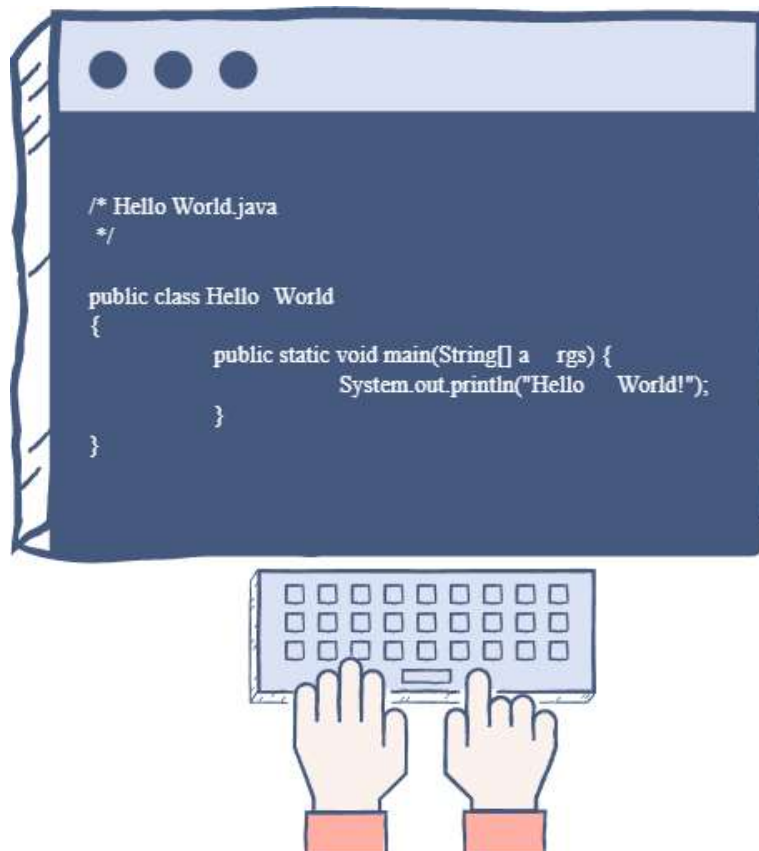 /* Hello World.java
*/
public class Hello World
{
public static void main(String[] a rgs) {
System.out.println("Hello World!");
}
}